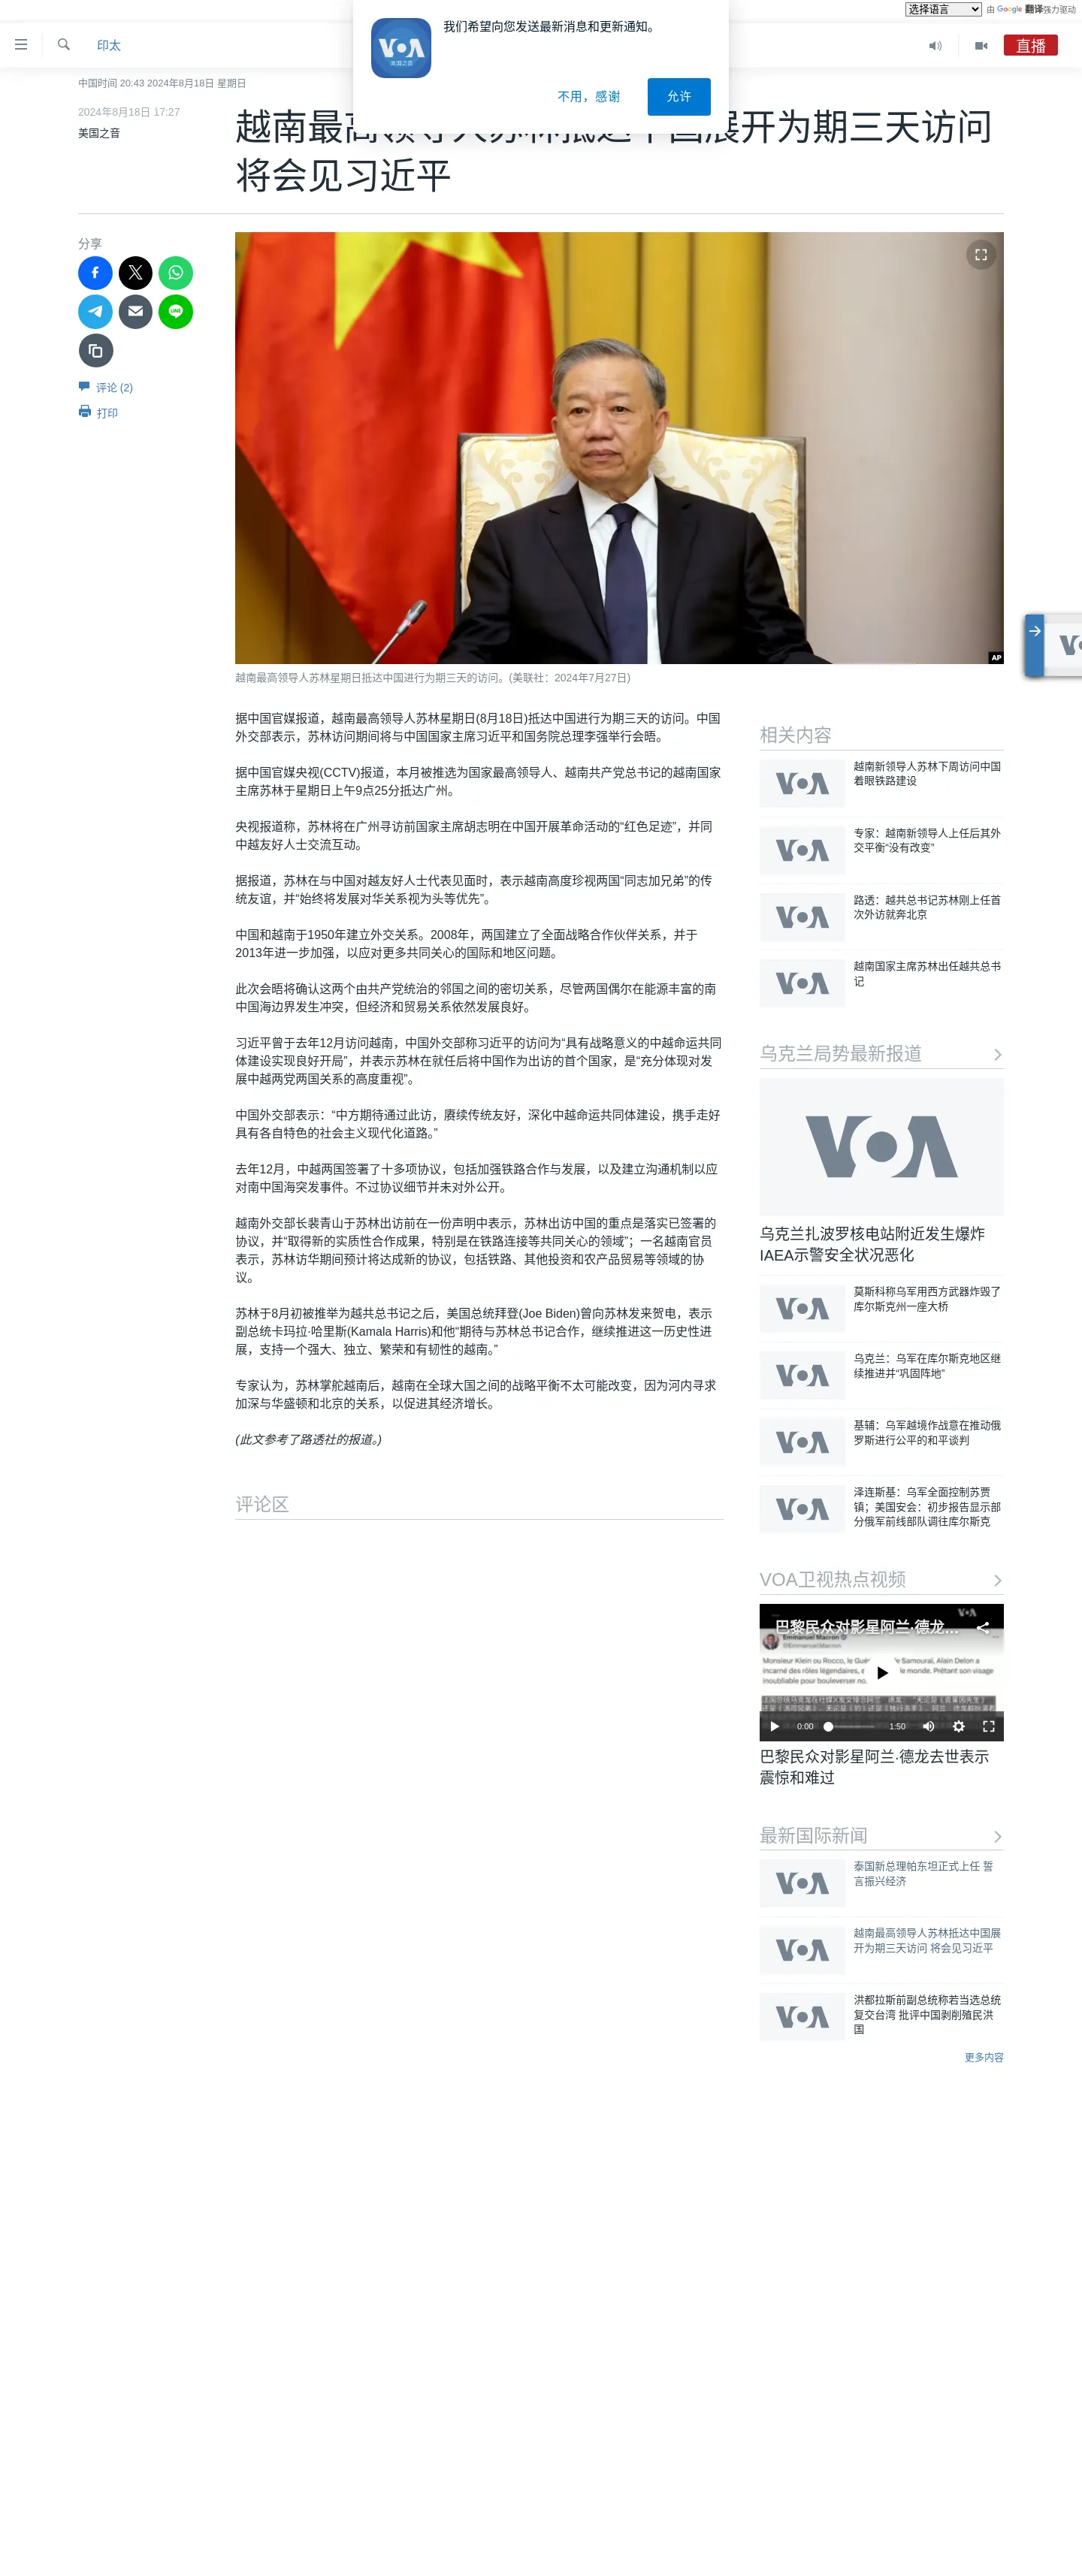 选择语言 由 Google 翻译强力驱动
印太
直播
VOA
美国之音
我们希望向您发送最新消息和更新通知。
不用，感谢
允许
中国时间 20:43 2024年8月18日 星期日
2024年8月18日 17:27
美国之音
越南最高领导人苏林抵达中国展开为期三天访问
将会见习近平
分享
评论 (2)
打印
AP
越南最高领导人苏林星期日抵达中国进行为期三天的访问。(美联社：2024年7月27日)
据中国官媒报道，越南最高领导人苏林星期日(8月18日)抵达中国进行为期三天的访问。中国
外交部表示，苏林访问期间将与中国国家主席习近平和国务院总理李强举行会晤。
据中国官媒央视(CCTV)报道，本月被推选为国家最高领导人、越南共产党总书记的越南国家
主席苏林于星期日上午9点25分抵达广州。
央视报道称，苏林将在广州寻访前国家主席胡志明在中国开展革命活动的“红色足迹”，并同
中越友好人士交流互动。
据报道，苏林在与中国对越友好人士代表见面时，表示越南高度珍视两国“同志加兄弟”的传
统友谊，并“始终将发展对华关系视为头等优先”。
中国和越南于1950年建立外交关系。2008年，两国建立了全面战略合作伙伴关系，并于
2013年进一步加强，以应对更多共同关心的国际和地区问题。
此次会晤将确认这两个由共产党统治的邻国之间的密切关系，尽管两国偶尔在能源丰富的南
中国海边界发生冲突，但经济和贸易关系依然发展良好。
习近平曾于去年12月访问越南，中国外交部称习近平的访问为“具有战略意义的中越命运共同
体建设实现良好开局”，并表示苏林在就任后将中国作为出访的首个国家，是“充分体现对发
展中越两党两国关系的高度重视”。
中国外交部表示：“中方期待通过此访，赓续传统友好，深化中越命运共同体建设，携手走好
具有各自特色的社会主义现代化道路。”
去年12月，中越两国签署了十多项协议，包括加强铁路合作与发展，以及建立沟通机制以应
对南中国海突发事件。不过协议细节并未对外公开。
越南外交部长裴青山于苏林出访前在一份声明中表示，苏林出访中国的重点是落实已签署的
协议，并“取得新的实质性合作成果，特别是在铁路连接等共同关心的领域”；一名越南官员
表示，苏林访华期间预计将达成新的协议，包括铁路、其他投资和农产品贸易等领域的协
议。
苏林于8月初被推举为越共总书记之后，美国总统拜登(Joe Biden)曾向苏林发来贺电，表示
副总统卡玛拉·哈里斯(Kamala Harris)和他“期待与苏林总书记合作，继续推进这一历史性进
展，支持一个强大、独立、繁荣和有韧性的越南。”
专家认为，苏林掌舵越南后，越南在全球大国之间的战略平衡不太可能改变，因为河内寻求
加深与华盛顿和北京的关系，以促进其经济增长。
(此文参考了路透社的报道。)
评论区
相关内容
VOA
越南新领导人苏林下周访问中国
着眼铁路建设
VOA
专家：越南新领导人上任后其外
交平衡“没有改变”
VOA
路透：越共总书记苏林刚上任首
次外访就奔北京
VOA
越南国家主席苏林出任越共总书
记
乌克兰局势最新报道
VOA
乌克兰扎波罗核电站附近发生爆炸
IAEA示警安全状况恶化
VOA
莫斯科称乌军用西方武器炸毁了
库尔斯克州一座大桥
VOA
乌克兰：乌军在库尔斯克地区继
续推进并“巩固阵地”
VOA
基辅：乌军越境作战意在推动俄
罗斯进行公平的和平谈判
VOA
泽连斯基：乌军全面控制苏贾
镇；美国安会：初步报告显示部
分俄军前线部队调往库尔斯克
VOA卫视热点视频
VOA
巴黎民众对影星阿兰·德龙...
Emmanuel Macron
@EmmanuelMacron
Monsieur Klein ou Rocco, le Samouraï, Alain Delon a
incarné des rôles légendaires, le monde. Prêtant son visage
inoubliable pour bouleverser
0:00 1:50
巴黎民众对影星阿兰·德龙去世表示
震惊和难过
最新国际新闻
VOA
泰国新总理帕东坦正式上任 誓
言振兴经济
VOA
越南最高领导人苏林抵达中国展
开为期三天访问 将会见习近平
VOA
洪都拉斯前副总统称若当选总统
复交台湾 批评中国剥削殖民洪
国
更多内容